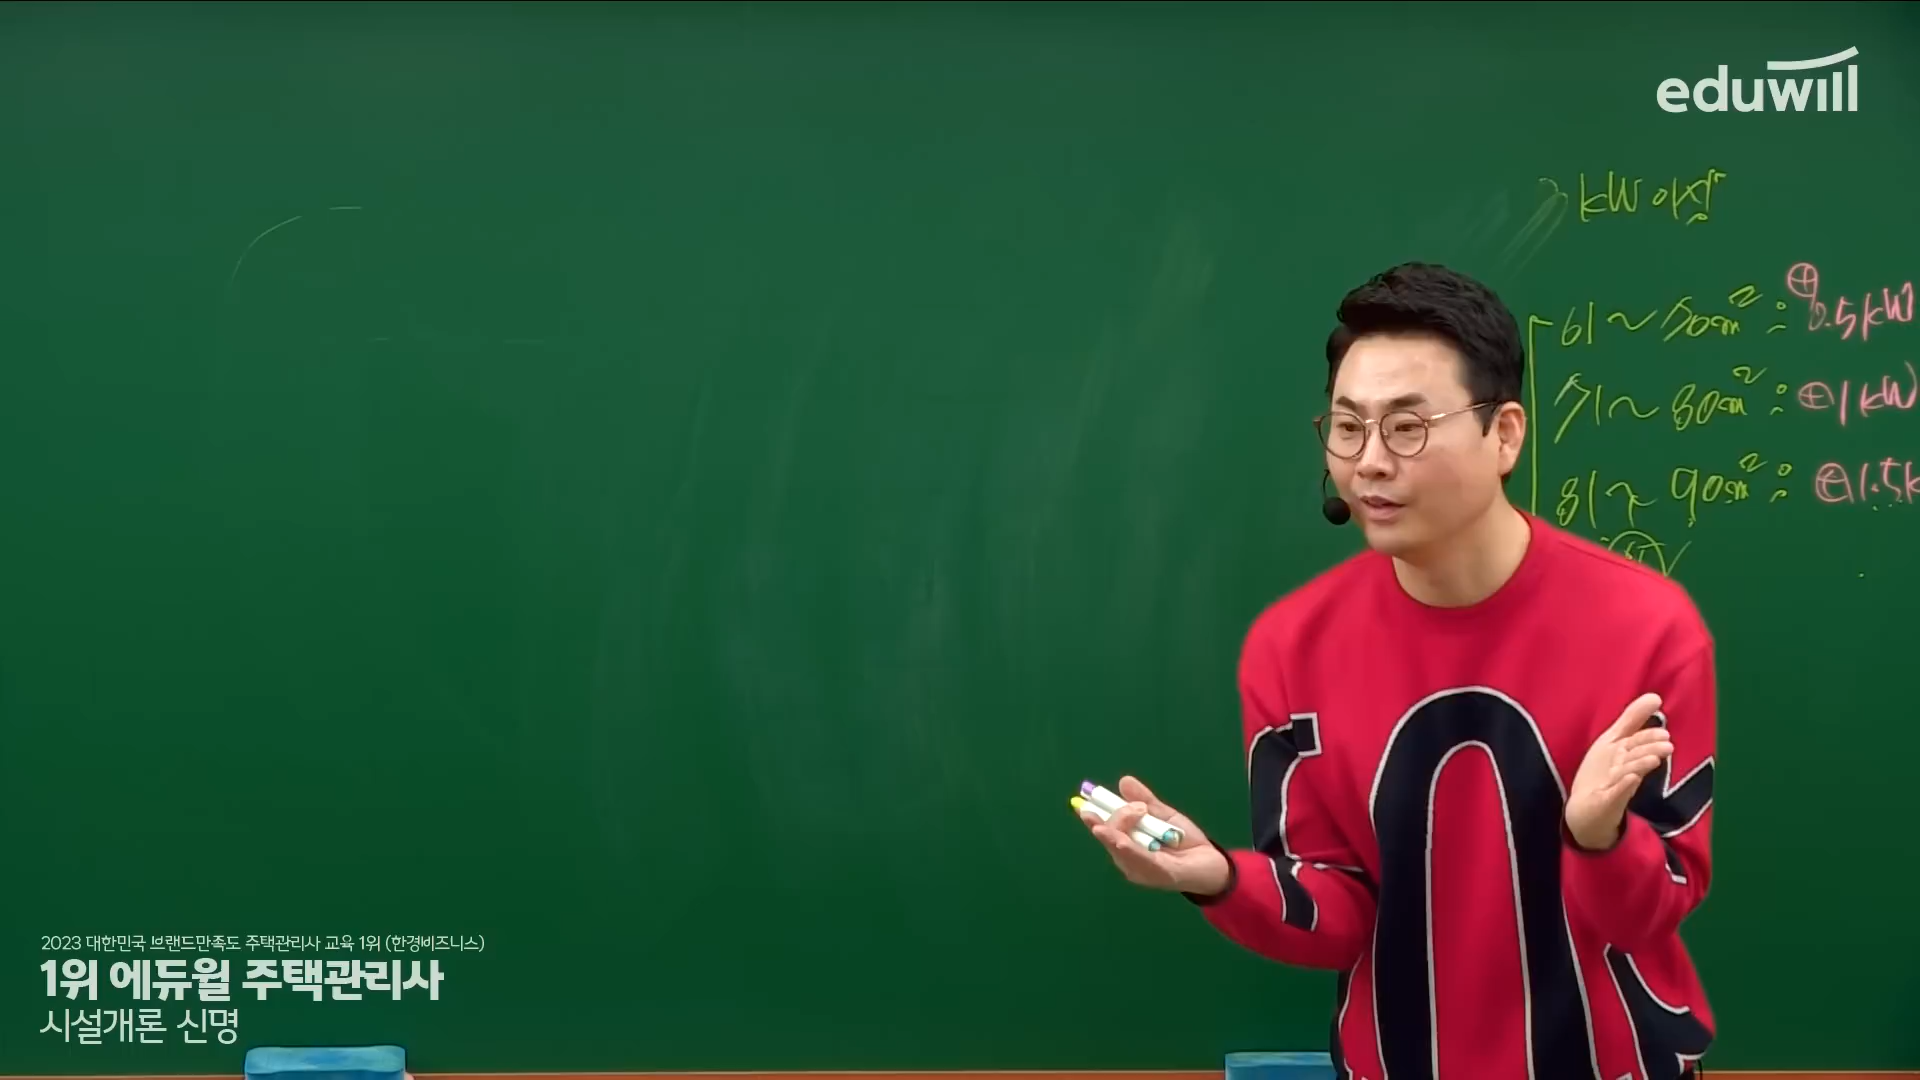 eduwill
kW 이상
61~70m² : ⊕0.5kW
71~80m² : ⊕1kW
81~90m² : ⊕1.5k
2023 대한민국 브랜드만족도 주택관리사 교육 1위 (한경비즈니스)
1위 에듀윌 주택관리사
시설개론 신명